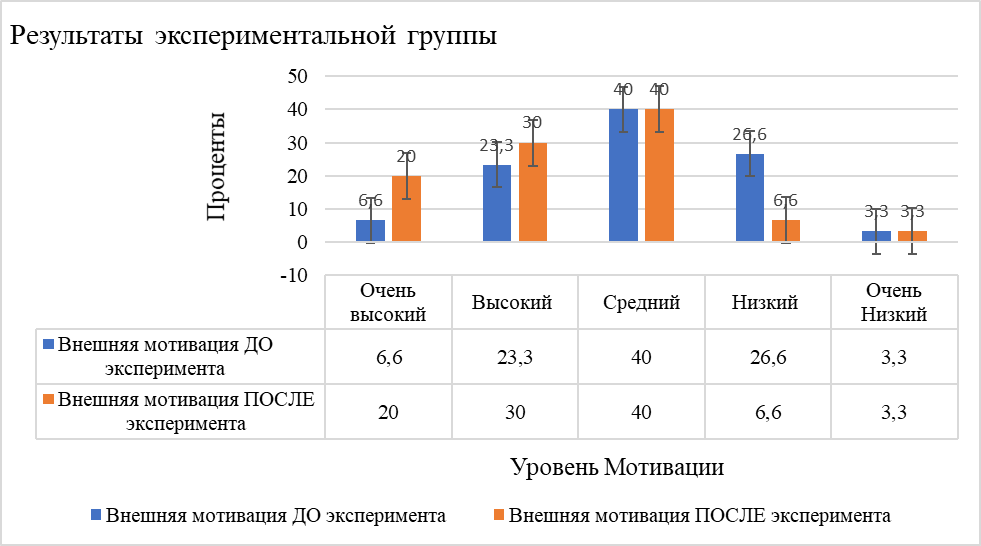 Результаты экспериментальной группы
Проценты
50
40
30
20
10
0
-10
6,6
20
23,3
30
40
40
26,6
6,6
3,3
3,3
Очень
высокий
Высокий
Средний
Низкий
Очень
Низкий
Внешняя мотивация ДО
эксперимента
6,6
23,3
40
26,6
3,3
Внешняя мотивация ПОСЛЕ
эксперимента
20
30
40
6,6
3,3
Уровень Мотивации
Внешняя мотивация ДО эксперимента
Внешняя мотивация ПОСЛЕ эксперимента